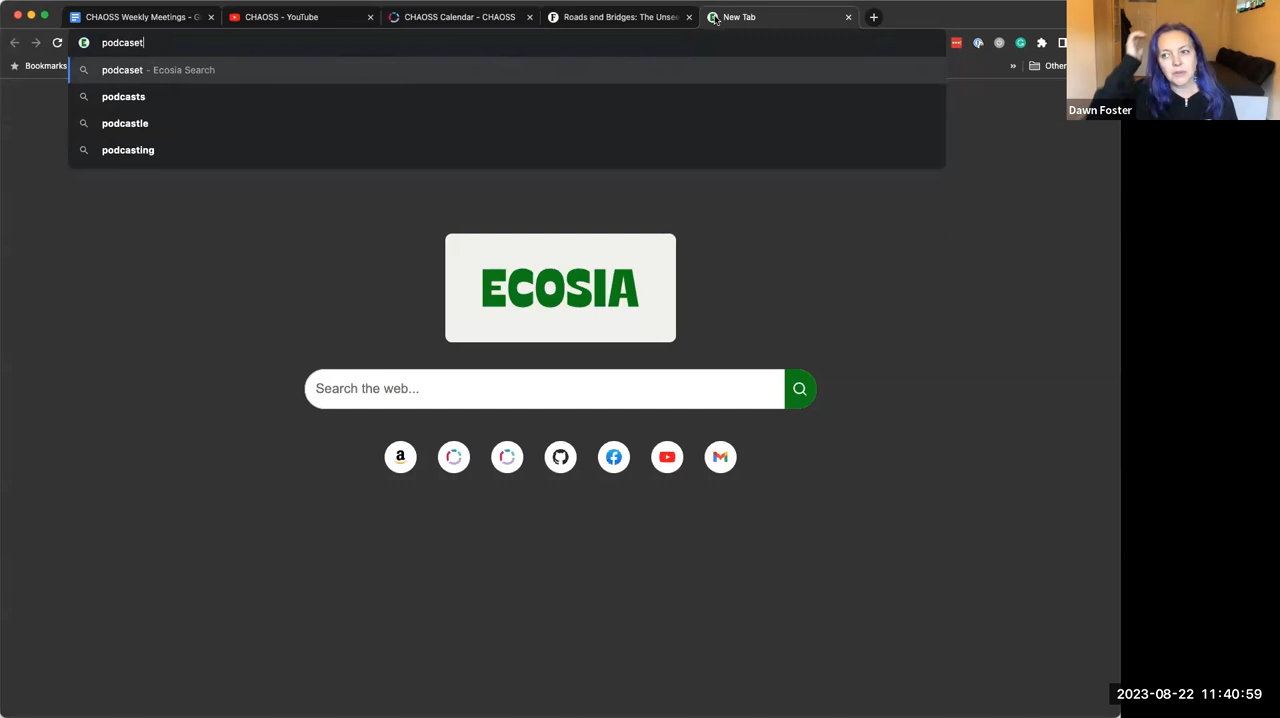 CHAOSS Weekly Meetings - G
CHAOSS - YouTube
CHAOSS Calendar - CHAOSS
Roads and Bridges: The Unsee
New Tab
podcaset
Bookmarks
Other
podcaset - Ecosia Search
podcasts
podcastle
podcasting
Dawn Foster
ECOSIA
Search the web...
2023-08-22 11:40:59